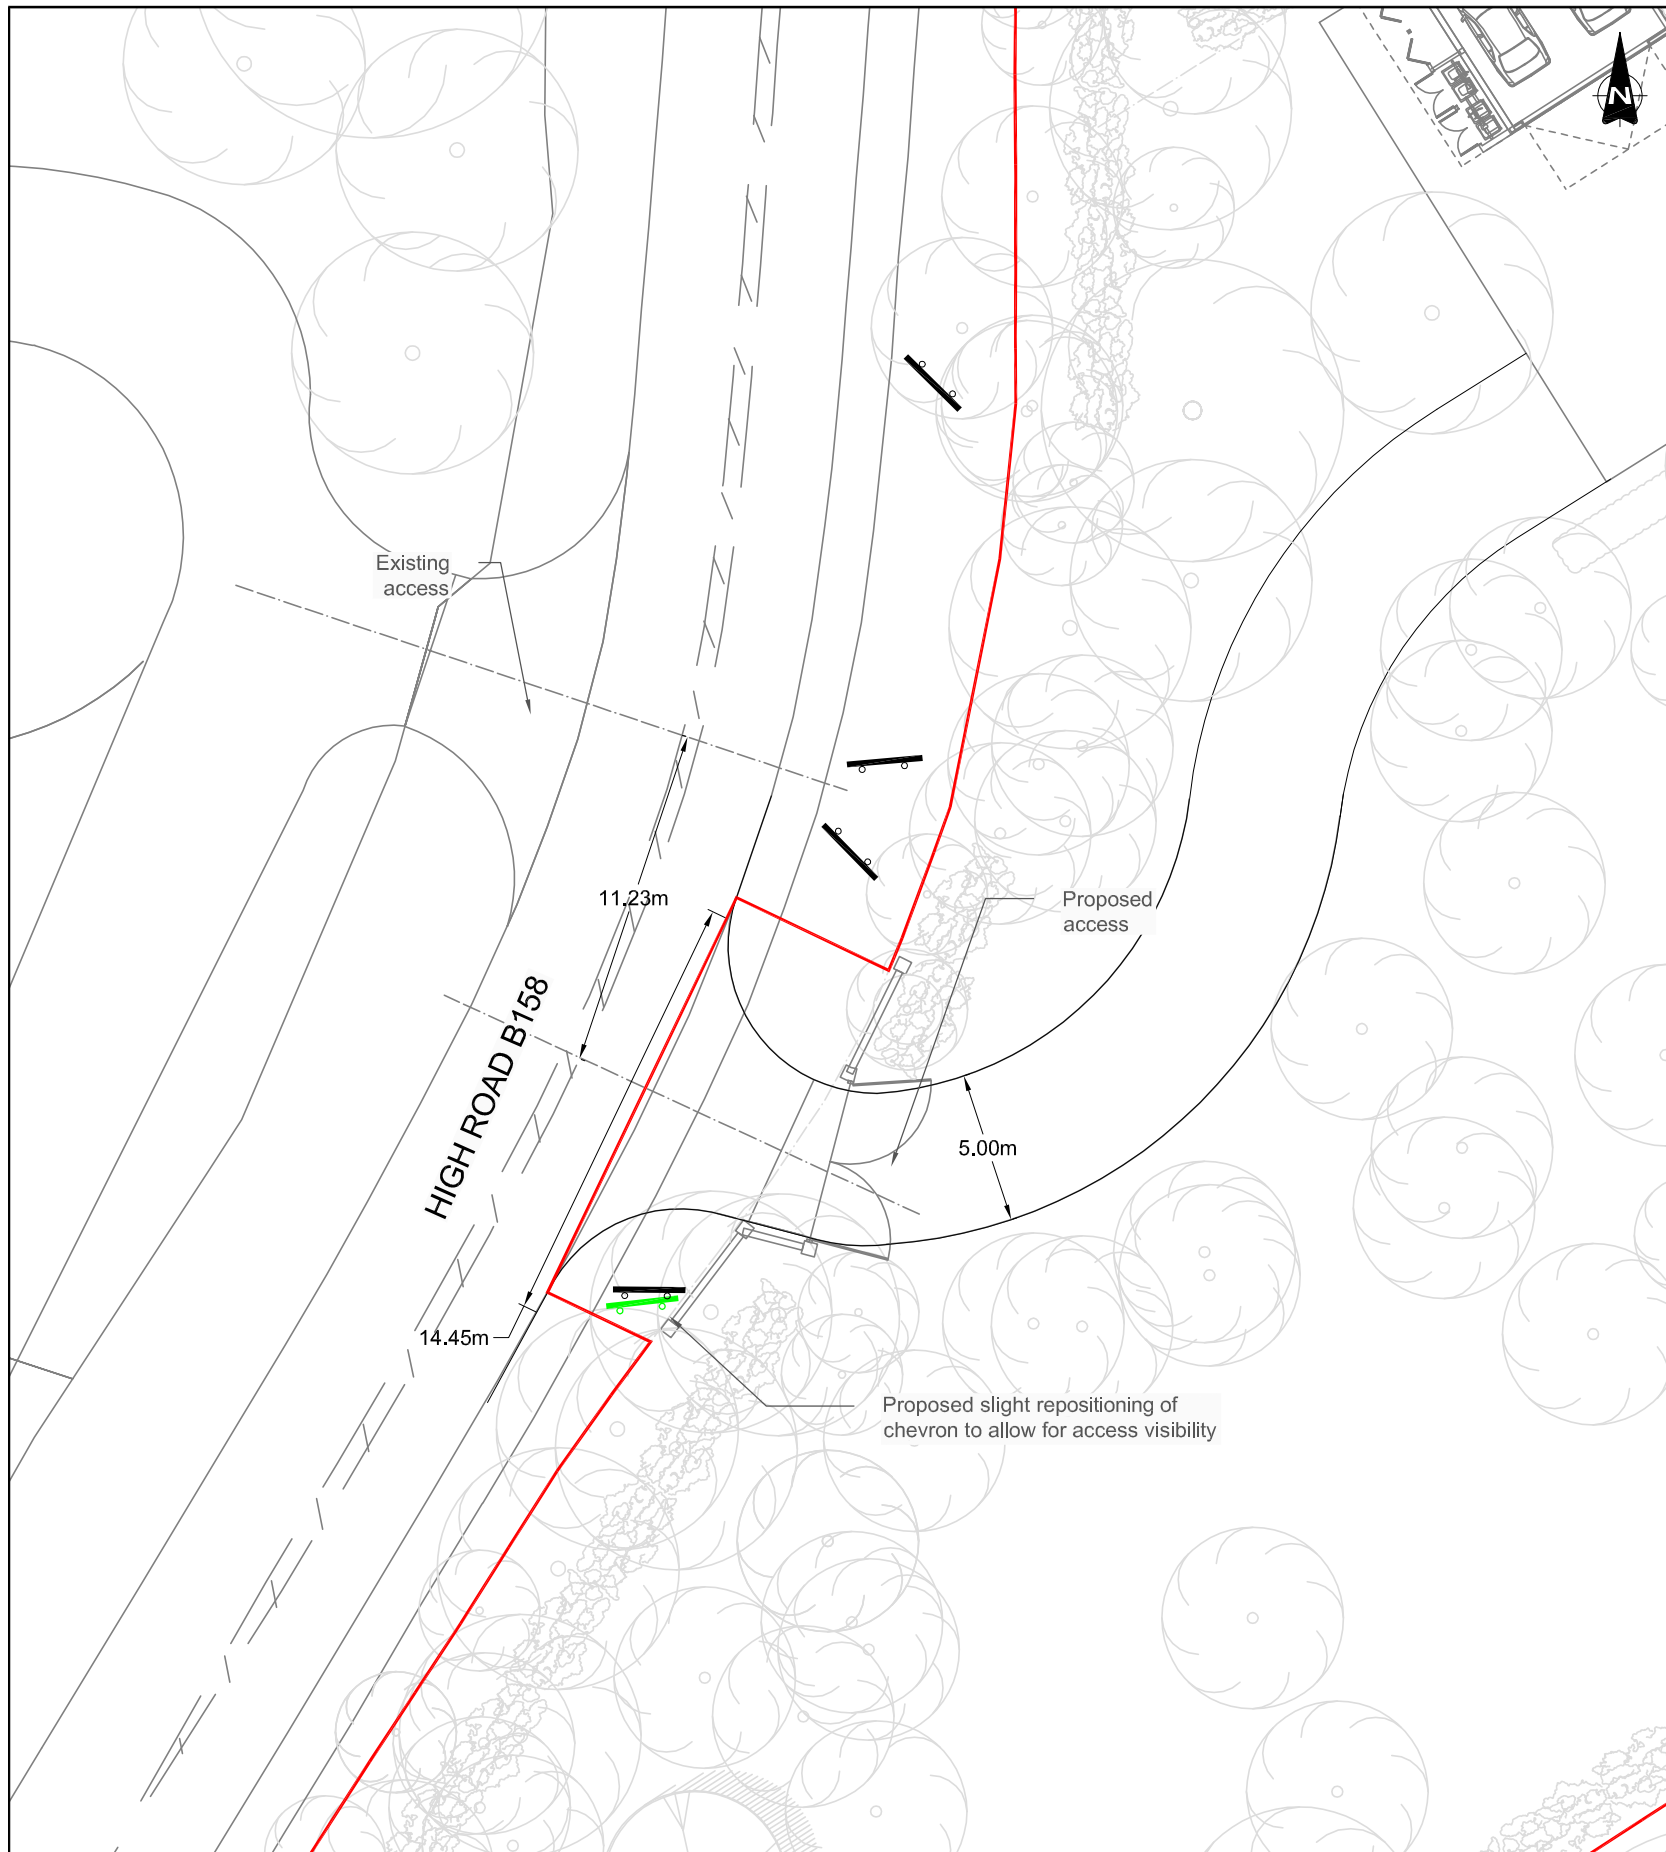 N
Existing
access
11.23m
Proposed
access
HIGH ROAD B158
5.00m
14.45m
Proposed slight repositioning of
chevron to allow for access visibility